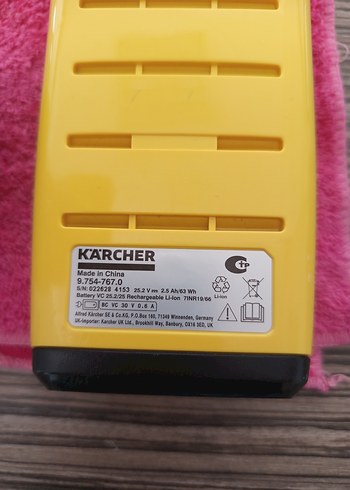 KÄRCHER
Made in China
9.754-767.0
S/N: 022628 4153 25.2 V 2.5 Ah/63 Wh
Battery VC 25.2/25 Rechargeable Li-Ion 7INR19/66
BC VC 30 V 0.6 A
Alfred Kärcher SE & Co.KG, P.O.Box 160, 71349 Winnenden, Germany
UK-Importer: Kärcher UK Ltd., Brookhill Way, Banbury, OX16 3ED, UK
Li-Ion